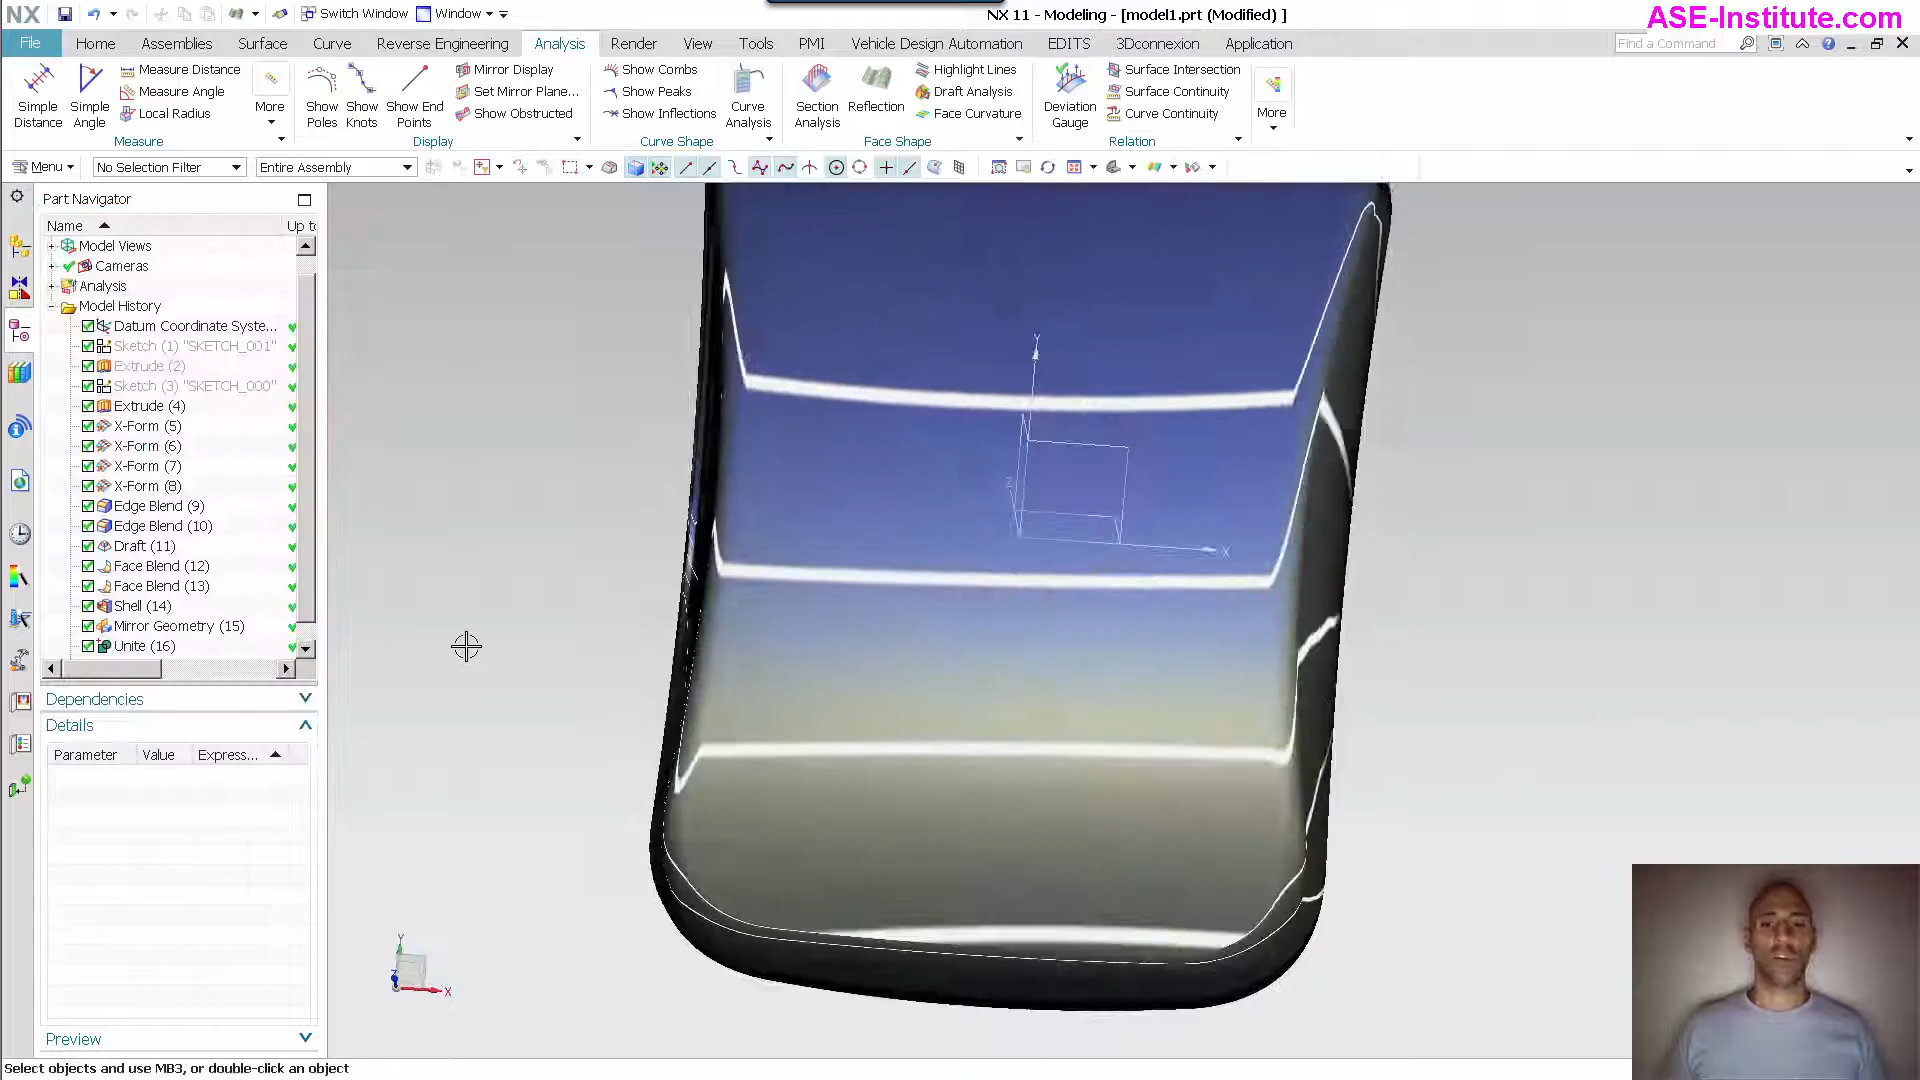 NX
Switch Window
Window
NX 11 - Modeling - [model1.prt (Modified) ]
ASE-Institute.com
File
Home
Assemblies
Surface
Curve
Reverse Engineering
Analysis
Render
View
Tools
PMI
Vehicle Design Automation
EDITS
3Dconnexion
Application
Find a Command
Simple Distance
Simple Angle
Measure Distance
Measure Angle
Local Radius
More
Measure
Show Poles
Show Knots
Show End Points
Mirror Display
Set Mirror Plane...
Show Obstructed
Display
Show Combs
Show Peaks
Show Inflections
Curve Analysis
Curve Shape
Section Analysis
Reflection
Highlight Lines
Draft Analysis
Face Curvature
Face Shape
Deviation Gauge
Surface Intersection
Surface Continuity
Curve Continuity
More
Relation
Menu
No Selection Filter
Entire Assembly
Part Navigator
Name
Up to
Model Views
Cameras
Analysis
Model History
Datum Coordinate Syste...
Sketch (1) "SKETCH_001"
Extrude (2)
Sketch (3) "SKETCH_000"
Extrude (4)
X-Form (5)
X-Form (6)
X-Form (7)
X-Form (8)
Edge Blend (9)
Edge Blend (10)
Draft (11)
Face Blend (12)
Face Blend (13)
Shell (14)
Mirror Geometry (15)
Unite (16)
Dependencies
Details
Parameter
Value
Express...
Preview
Y
Z
X
Y
Z
X
Select objects and use MB3, or double-click an object